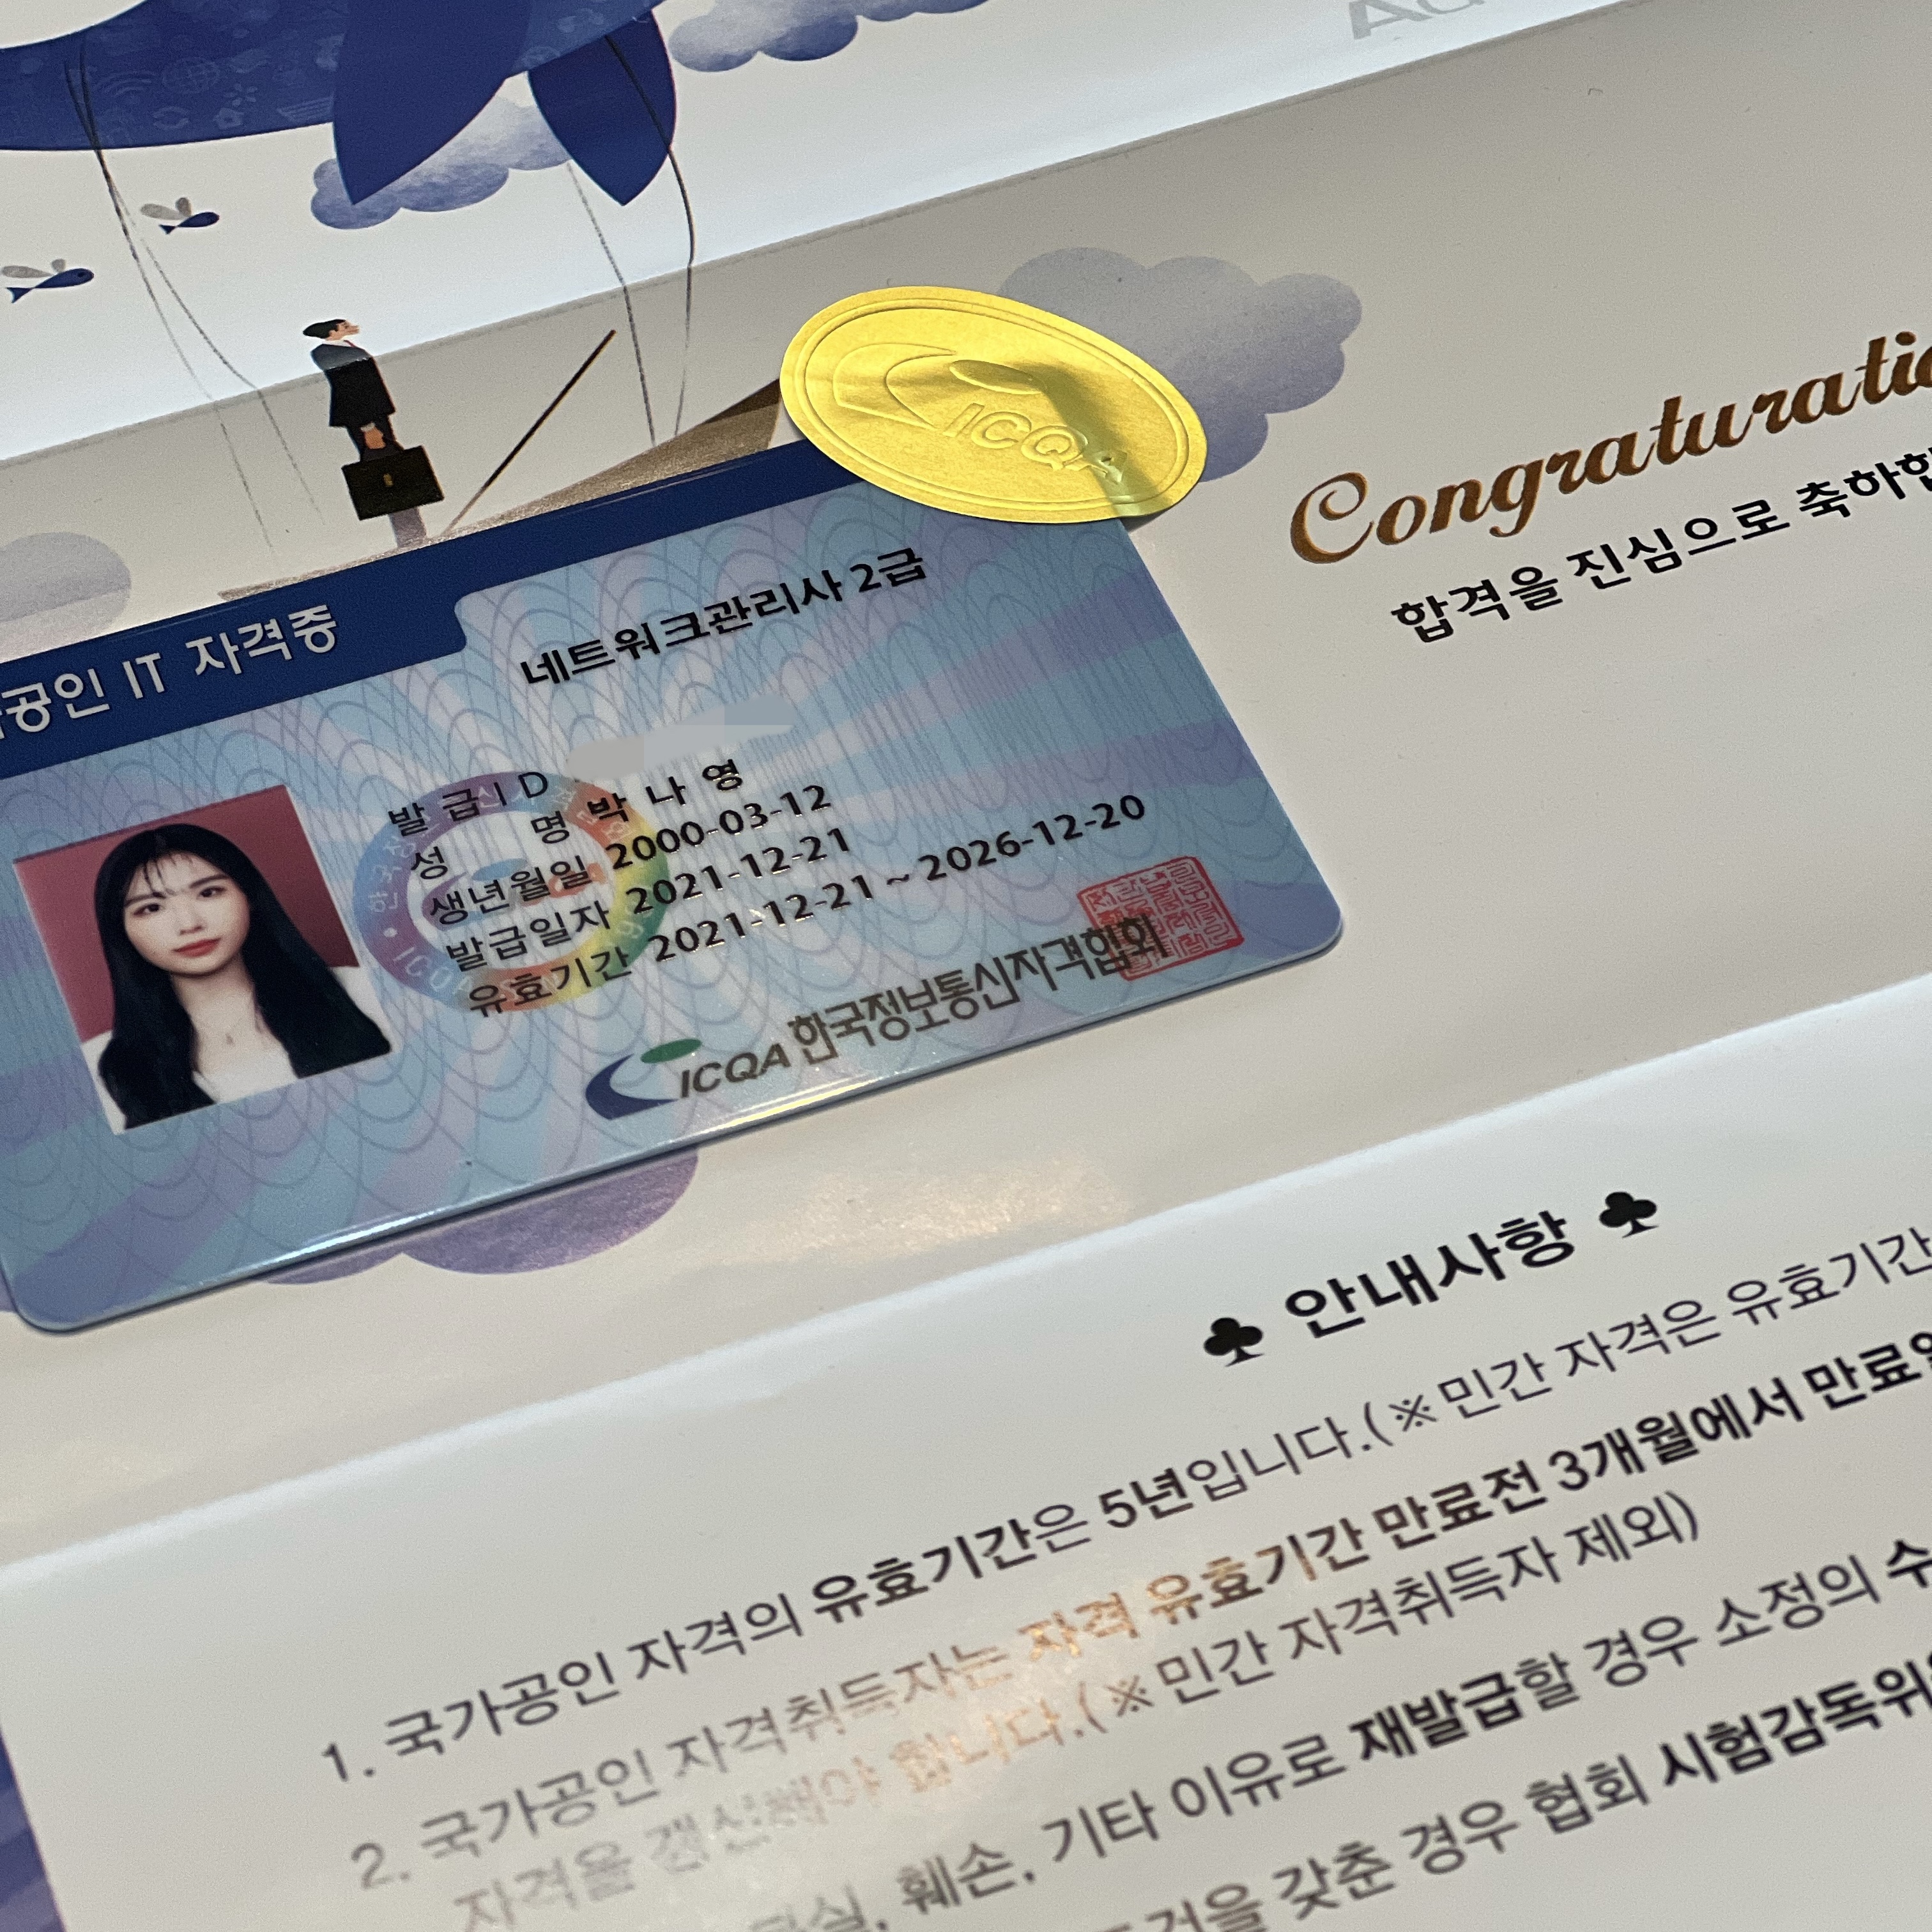 ICQA
Congraturatio
합격을 진심으로 축하합
공인 IT 자격증
네트워크관리사 2급
발급ID
성 명 박나영
생년월일 2000-03-12
발급일자 2021-12-21
유효기간 2021-12-21 ~ 2026-12-20
ICQA 한국정보통신자격협회
♣ 안내사항 ♣
1. 국가공인 자격의 유효기간은 5년입니다.(※민간 자격은 유효기간
2. 국가공인 자격취득자는 자격 유효기간 만료전 3개월에서 만료일
자격을 갱신해야 합니다.(※민간 자격취득자 제외)
훼손, 기타 이유로 재발급할 경우 소정의 수
갖춘 경우 협회 시험감독위